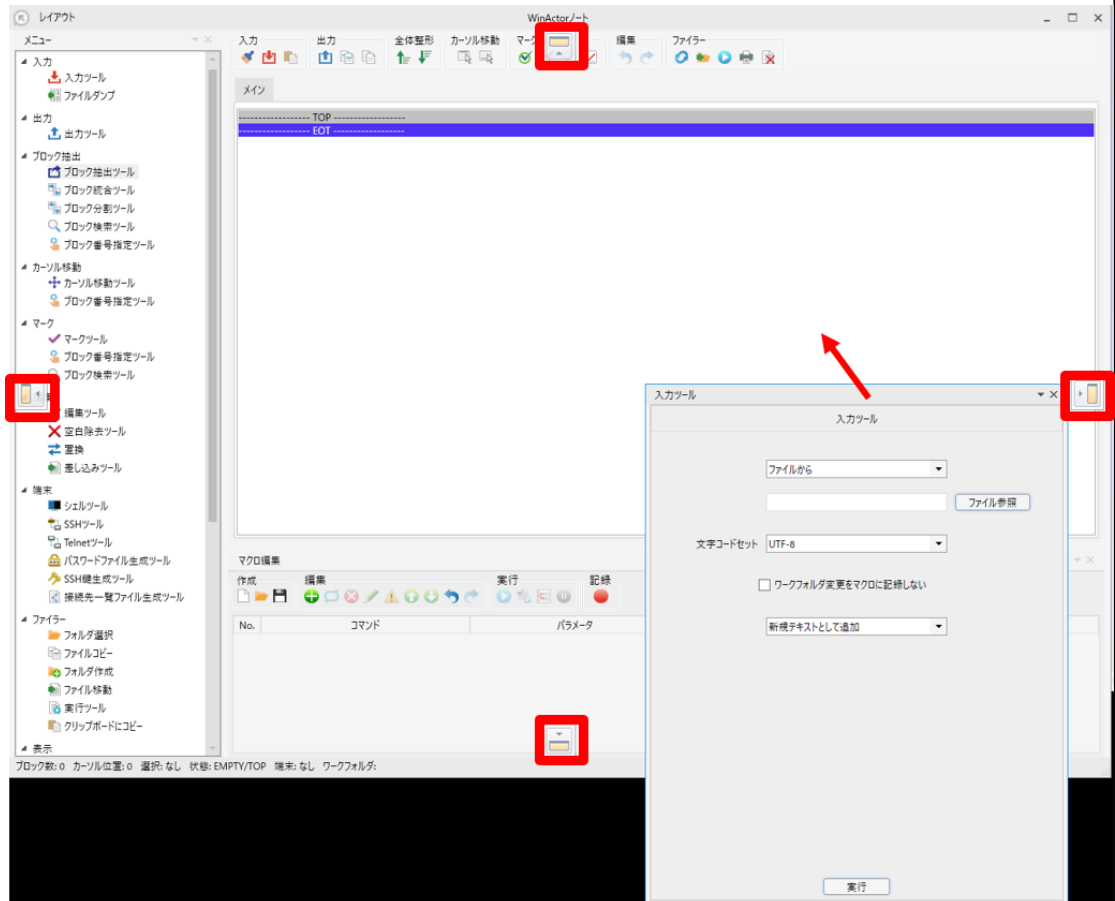 レイアウト
WinActorノート
メニュー
入力
入力ツール
ファイルダンプ
出力
出力ツール
ブロック抽出
ブロック抽出ツール
ブロック統合ツール
ブロック分割ツール
ブロック検索ツール
ブロック番号指定ツール
カーソル移動
カーソル移動ツール
ブロック番号指定ツール
マーク
マークツール
ブロック番号指定ツール
ブロック検索ツール
編集ツール
空白除去ツール
置換
差し込みツール
端末
シェルツール
SSHツール
Telnetツール
パスワードファイル生成ツール
SSH鍵生成ツール
接続先一覧ファイル生成ツール
ファイラー
フォルダ選択
ファイルコピー
フォルダ作成
ファイル移動
実行ツール
クリップボードにコピー
表示
入力 出力 全体整形 カーソル移動 マーク 編集 ファイラー
メイン
------------------ TOP ------------------
------------------ EOT ------------------
マクロ編集
作成 編集 実行 記録
No. コマンド パラメータ
入力ツール
入力ツール
ファイルから
ファイル参照
文字コードセット UTF-8
ワークフォルダ変更をマクロに記録しない
新規テキストとして追加
実行
ブロック数: 0 カーソル位置: 0 選択: なし 状態: EMPTY/TOP 端末: なし ワークフォルダ: